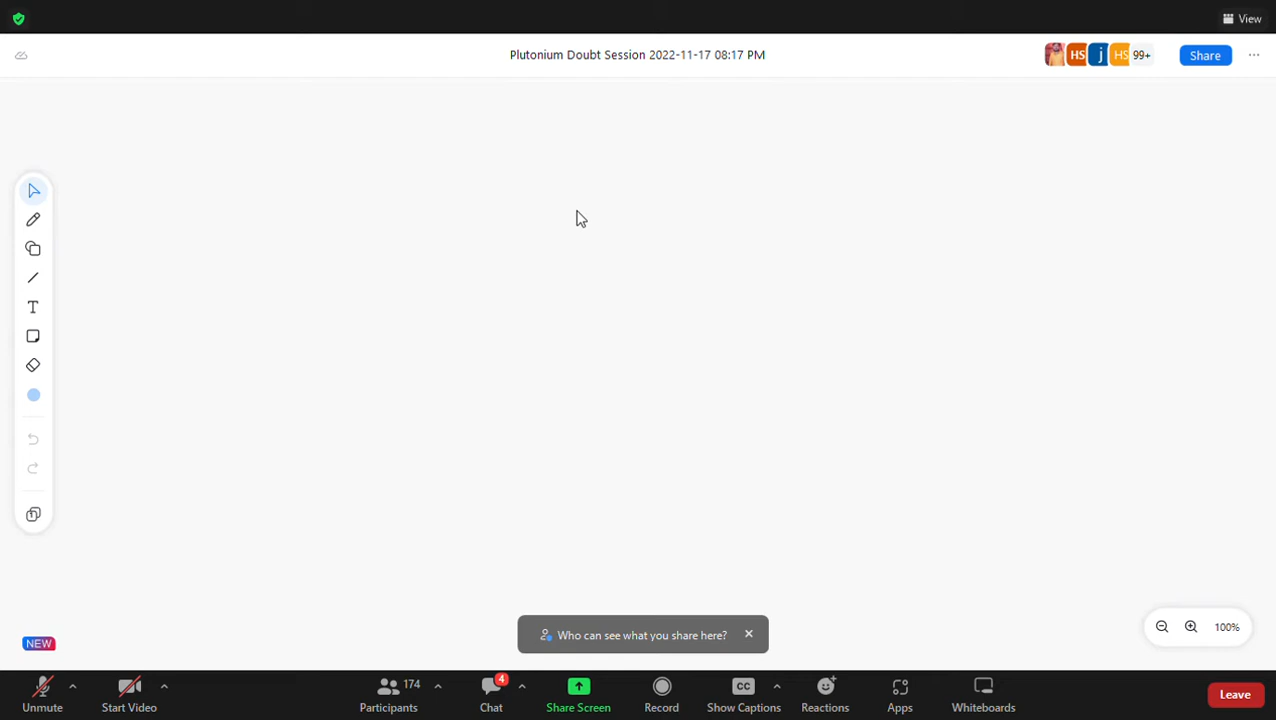 View
Plutonium Doubt Session 2022-11-17 08:17 PM
HS j HS 99+ Share
T
1
NEW
Who can see what you share here?
100%
174
4
CC
Unmute Start Video Participants Chat Share Screen Record Show Captions Reactions Apps Whiteboards Leave